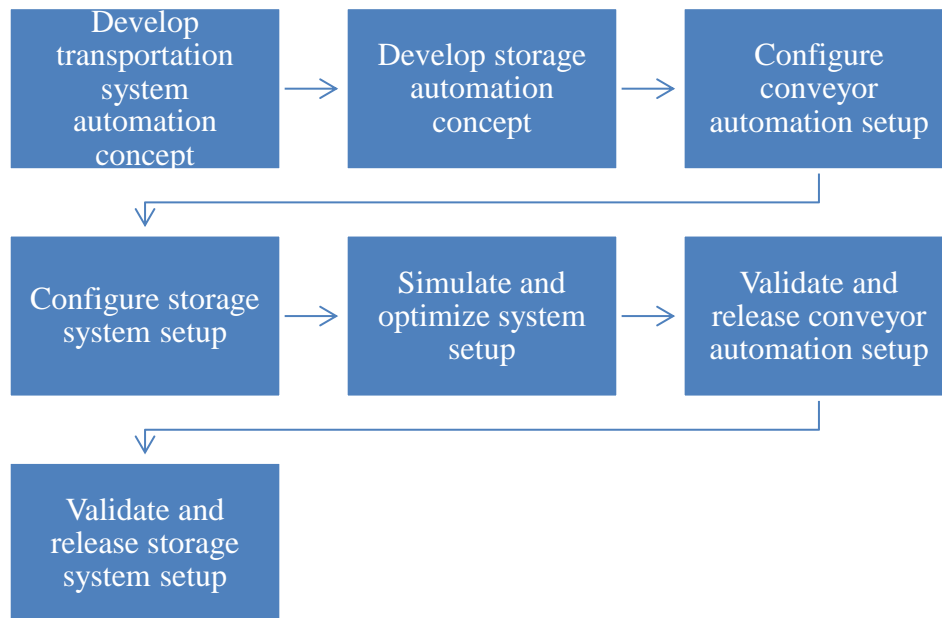 Develop
transportation
system
automation
concept
Develop storage
automation
concept
Configure
conveyor
automation setup
Configure storage
system setup
Simulate and
optimize system
setup
Validate and
release conveyor
automation setup
Validate and
release storage
system setup